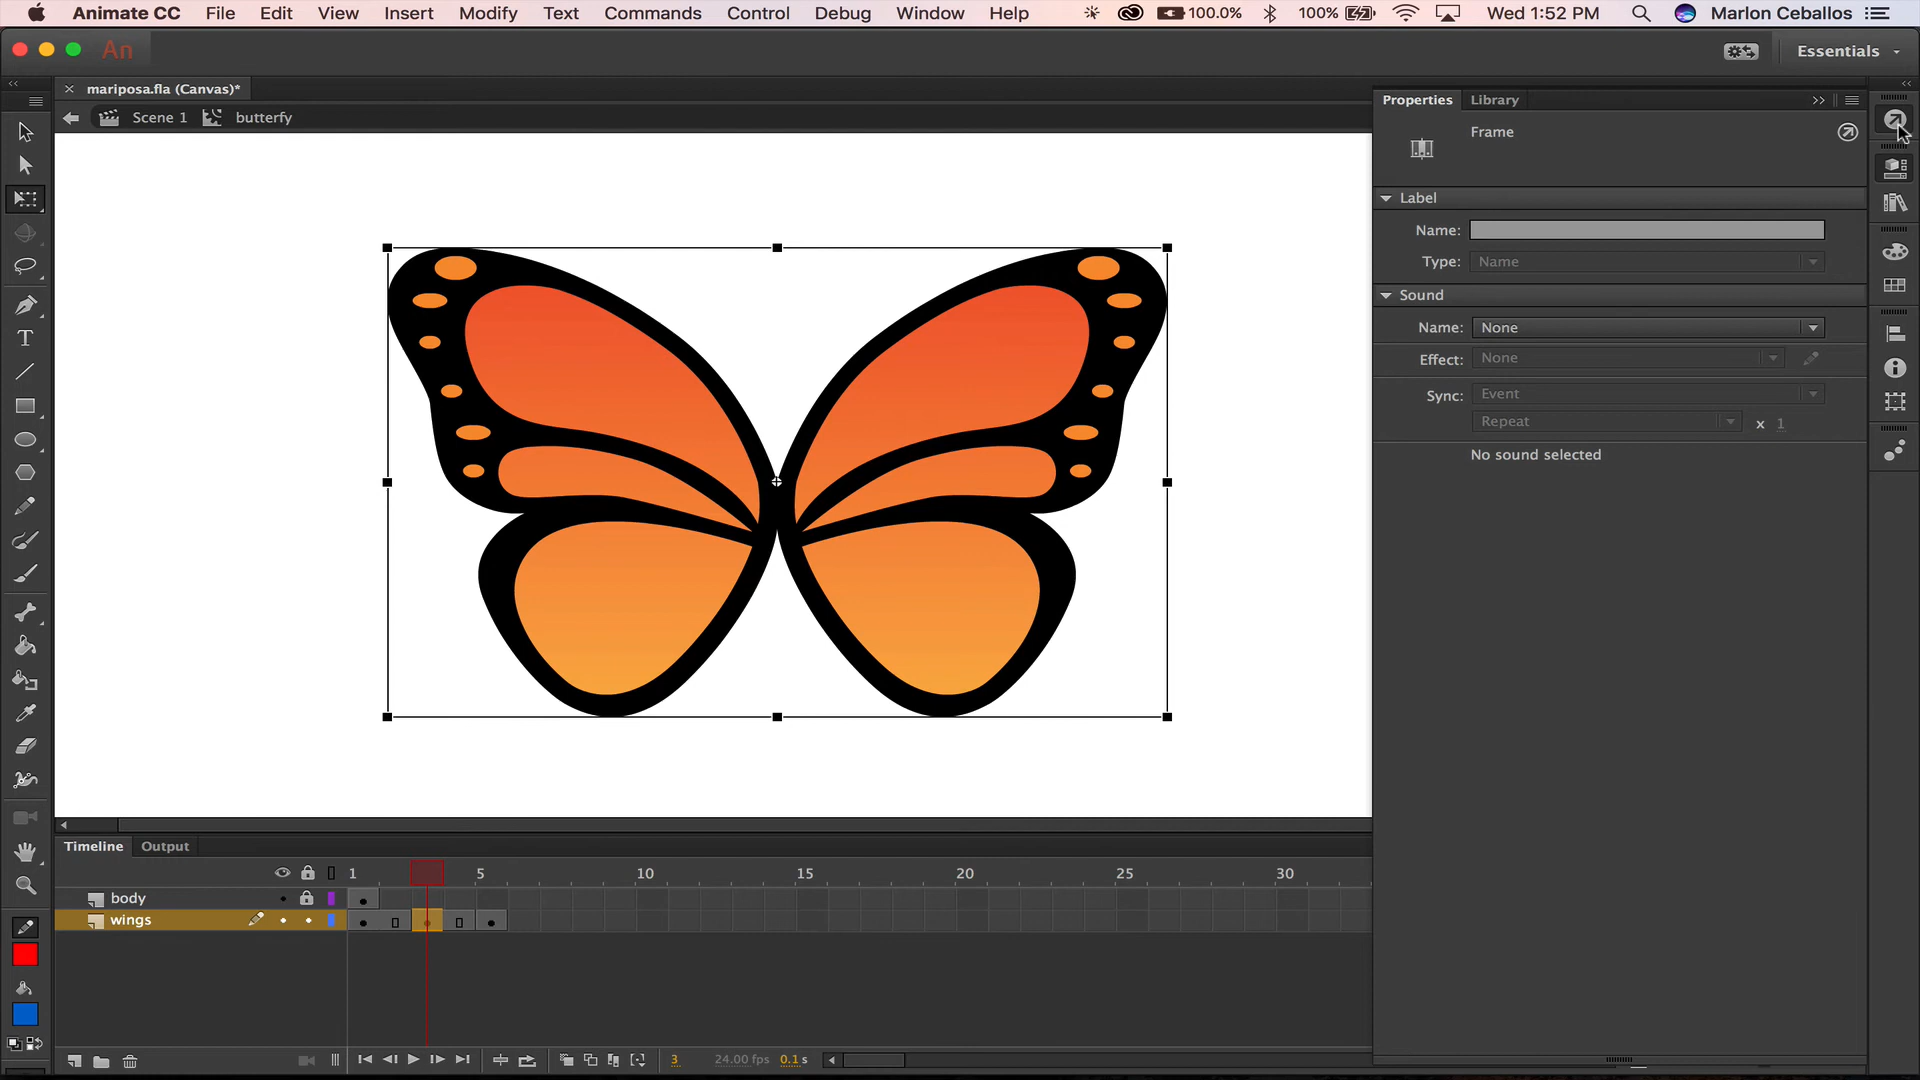 Animate CC File Edit View Insert Modify Text Commands Control Debug Window Help 100.0% 100% Wed 1:52 PM Marlon Ceballos
An Essentials
mariposa.fla (Canvas)*
Scene 1 butterfy
Properties Library
Frame
Label
Name:
Type: Name
Sound
Name: None
Effect: None
Sync: Event
Repeat x 1
No sound selected
T
Timeline Output
1 5 10 15 20 25 30
body
wings
3 24.00 fps 0.1 s